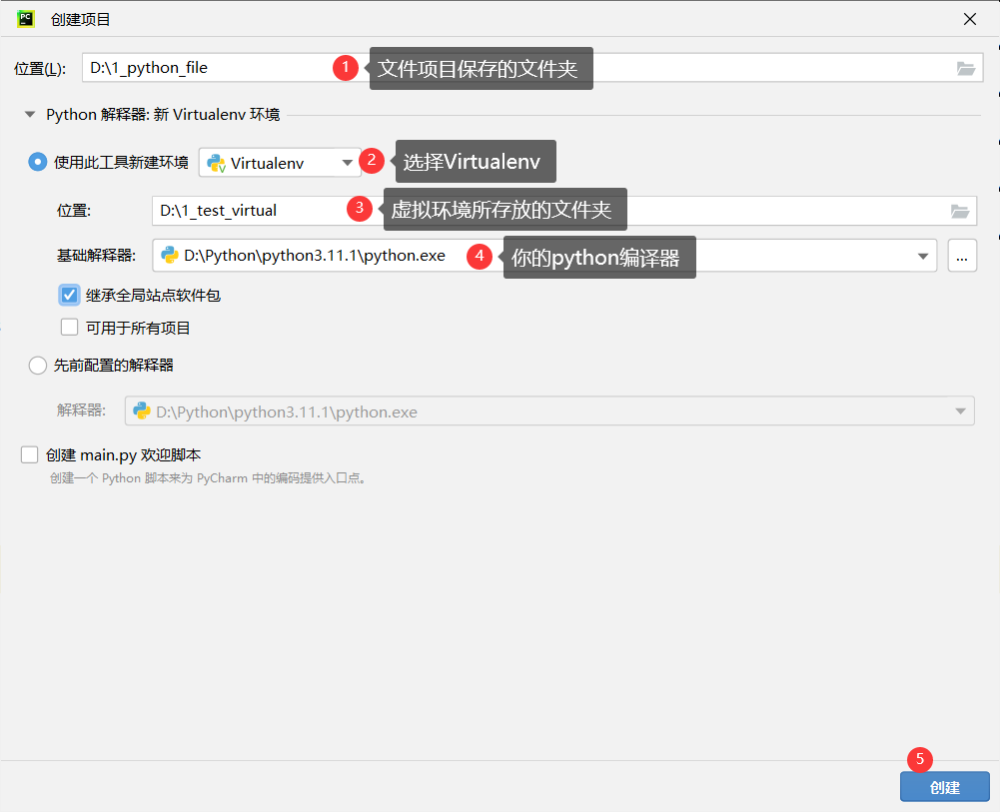 PC 创建项目
位置(L): D:\1_python_file 1 文件项目保存的文件夹
Python 解释器: 新 Virtualenv 环境
使用此工具新建环境 Virtualenv 2 选择Virtualenv
位置: D:\1_test_virtual 3 虚拟环境所存放的文件夹
基础解释器: D:\Python\python3.11.1\python.exe 4 你的python编译器 ...
继承全局站点软件包
可用于所有项目
先前配置的解释器
解释器: D:\Python\python3.11.1\python.exe
创建 main.py 欢迎脚本
创建一个 Python 脚本来为 PyCharm 中的编码提供入口点。
5
创建